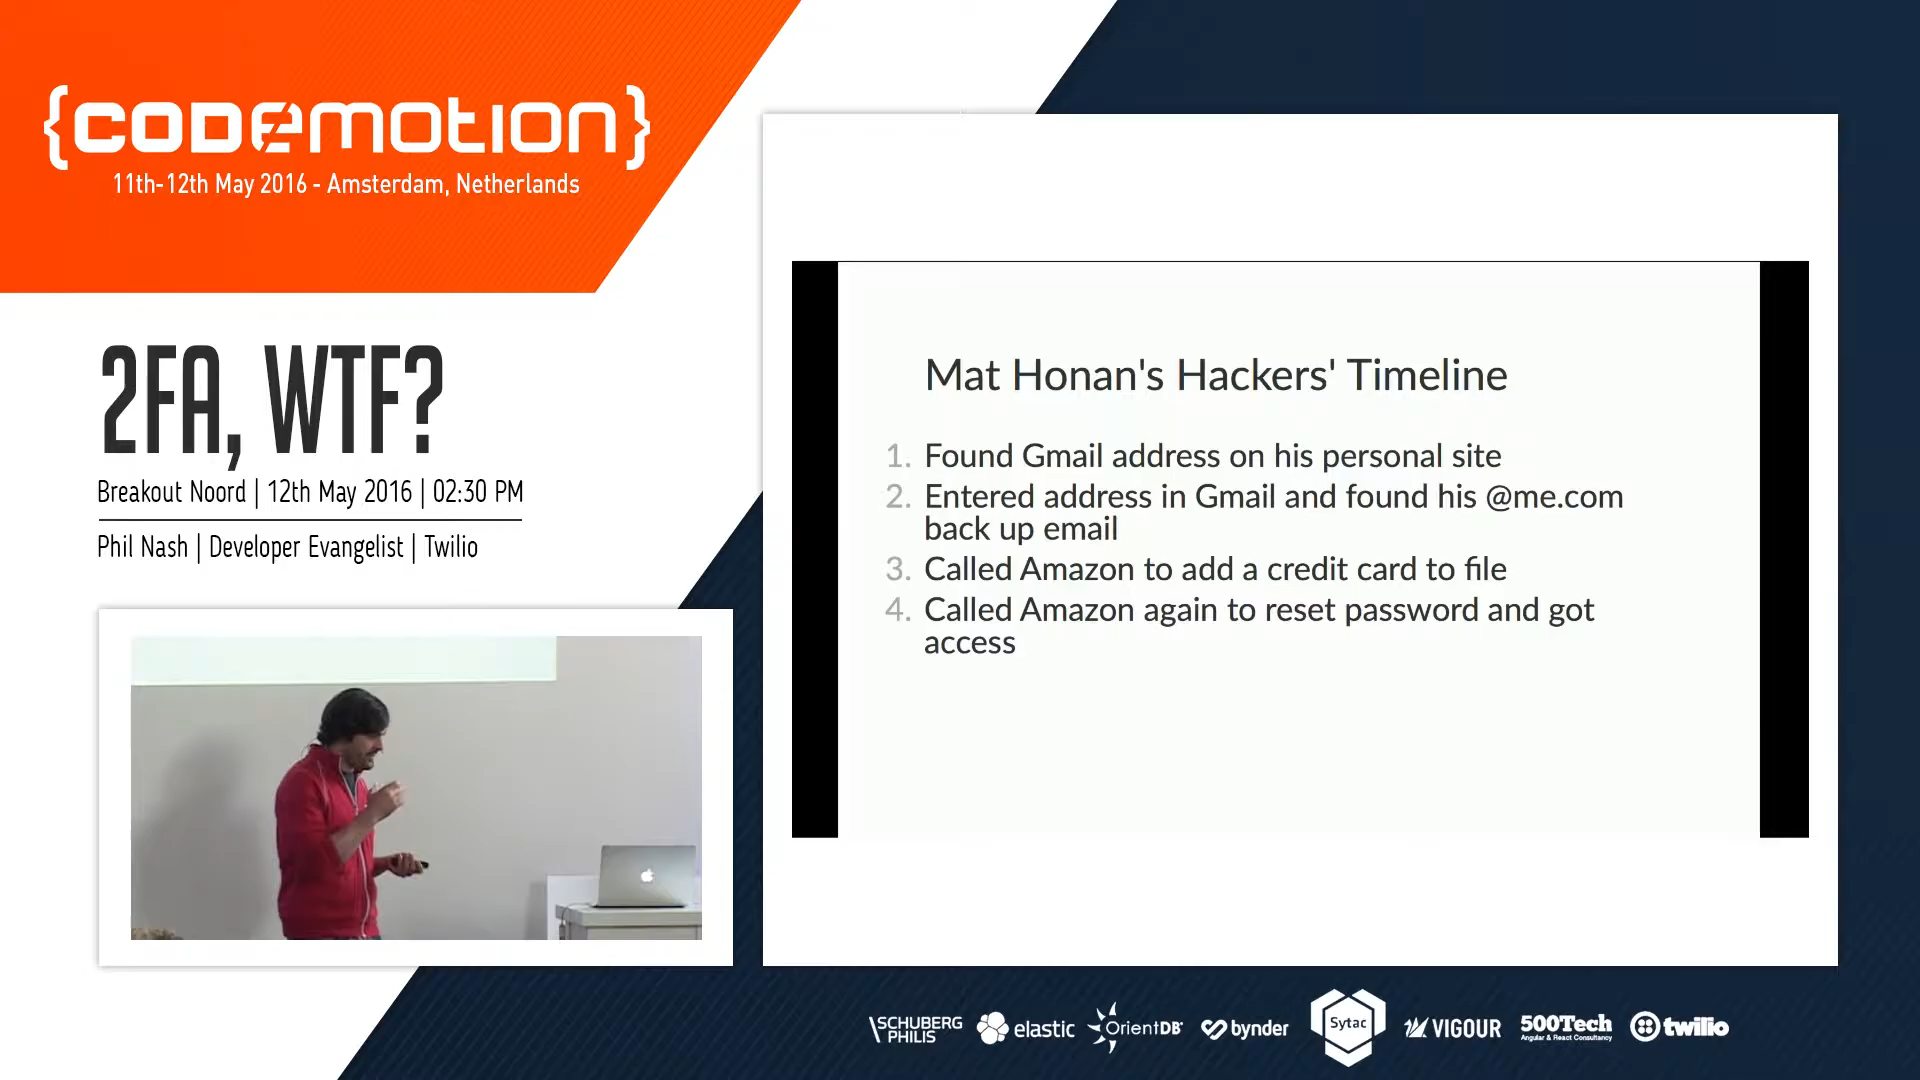 {codemotion}
11th-12th May 2016 - Amsterdam, Netherlands
2FA, WTF?
Breakout Noord | 12th May 2016 | 02:30 PM
Phil Nash | Developer Evangelist | Twilio
Mat Honan's Hackers' Timeline
1. Found Gmail address on his personal site
2. Entered address in Gmail and found his @me.com
back up email
3. Called Amazon to add a credit card to file
4. Called Amazon again to reset password and got
access
SCHUBERG
PHILIS
elastic
OrientDB
bynder
Sytac
VIGOUR
500Tech
Angular & React Consultancy
twilio